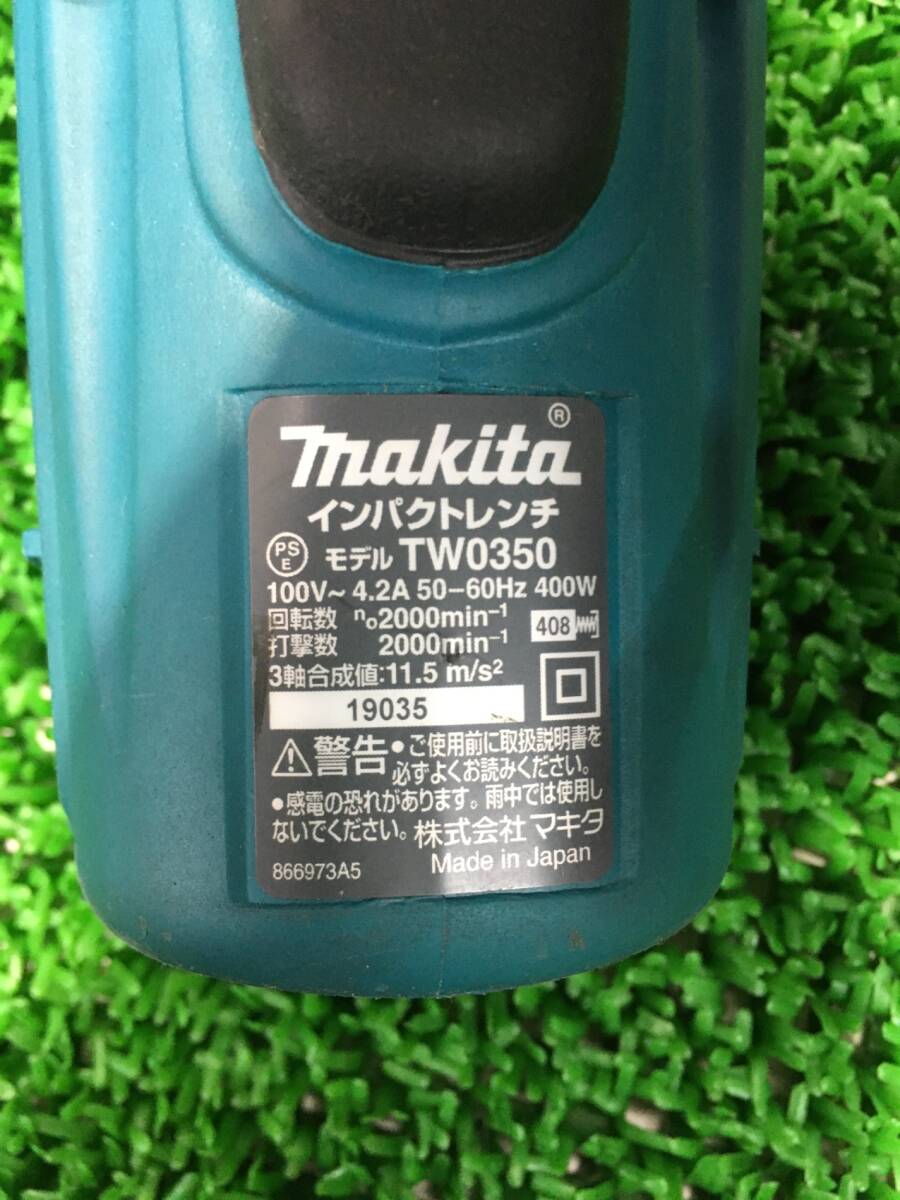 makita ®
インパクトレンチ
PS E モデル TW0350
100V~ 4.2A 50-60Hz 400W
回転数 no2000min-1
打撃数 2000min-1
408
3軸合成値:11.5 m/s2
19035
警告 ●ご使用前に取扱説明書を
必ずよくお読みください。
●感電の恐れがあります。雨中では使用し
ないでください。 株式会社 マキタ
866973A5 Made in Japan